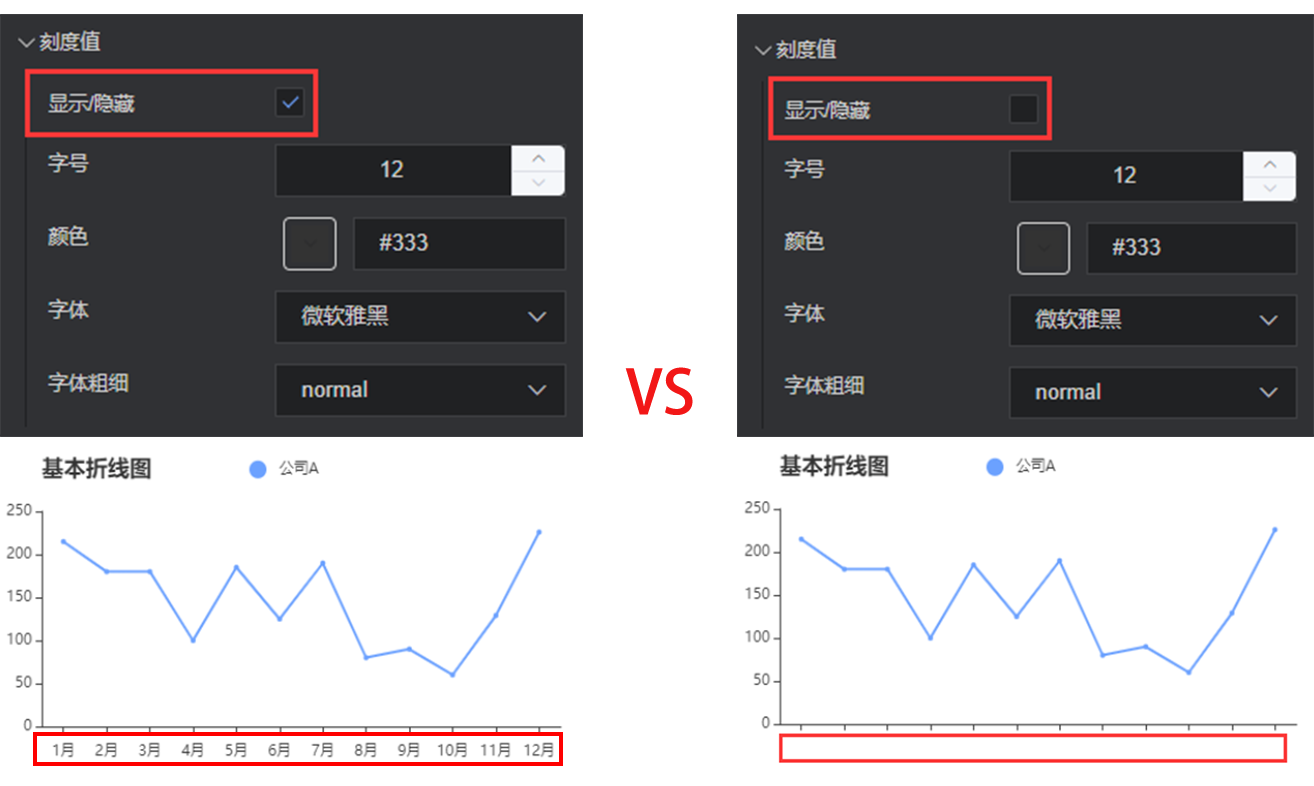 刻度值
显示/隐藏
字号 12
颜色 #333
字体 微软雅黑
字体粗细 normal
基本折线图 公司A
250
200
150
100
50
0
1月 2月 3月 4月 5月 6月 7月 8月 9月 10月 11月 12月
VS
刻度值
显示/隐藏
字号 12
颜色 #333
字体 微软雅黑
字体粗细 normal
基本折线图 公司A
250
200
150
100
50
0